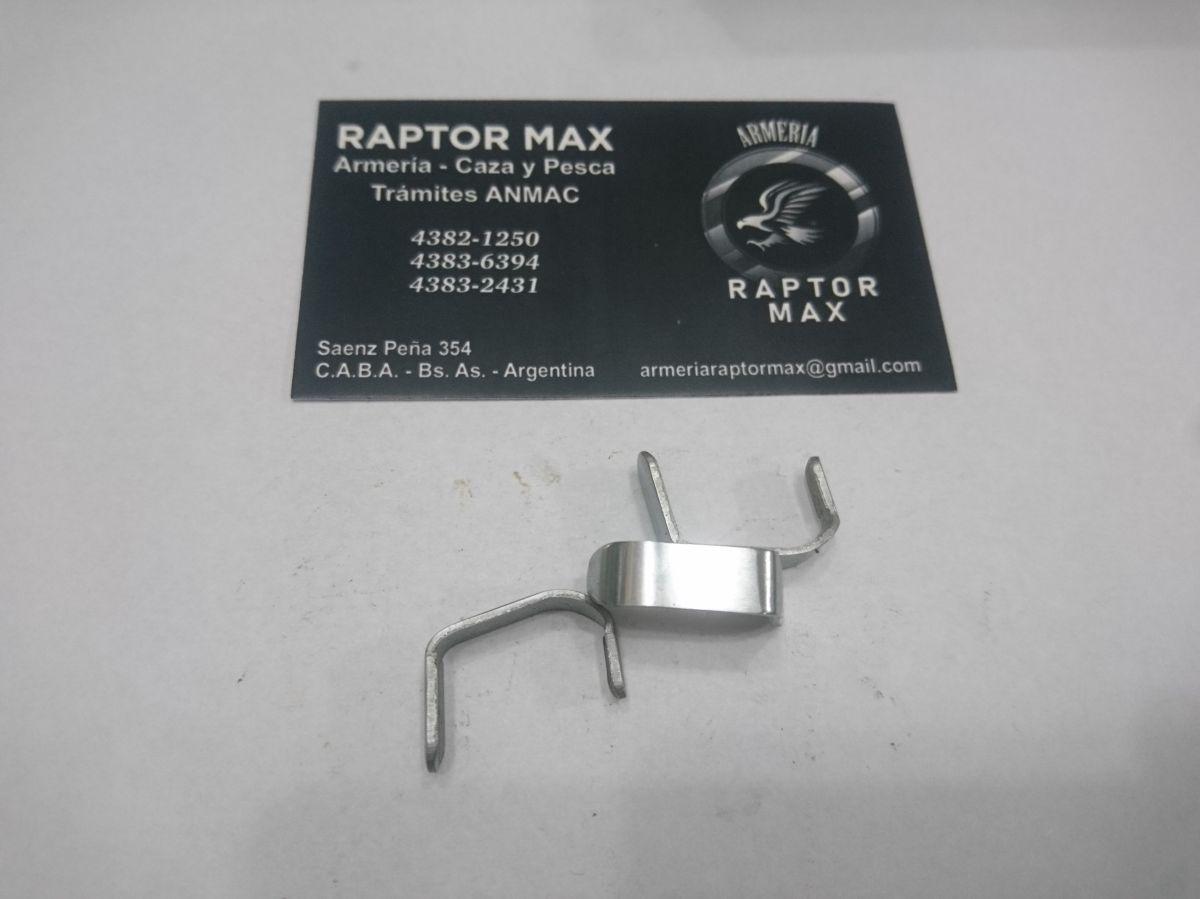 RAPTOR MAX
Armería - Caza y Pesca
Trámites ANMAC
4382-1250
4383-6394
4383-2431
Saenz Peña 354
C.A.B.A. - Bs. As. - Argentina
ARMERIA
RAPTOR
MAX
armeriaraptormax@gmail.com